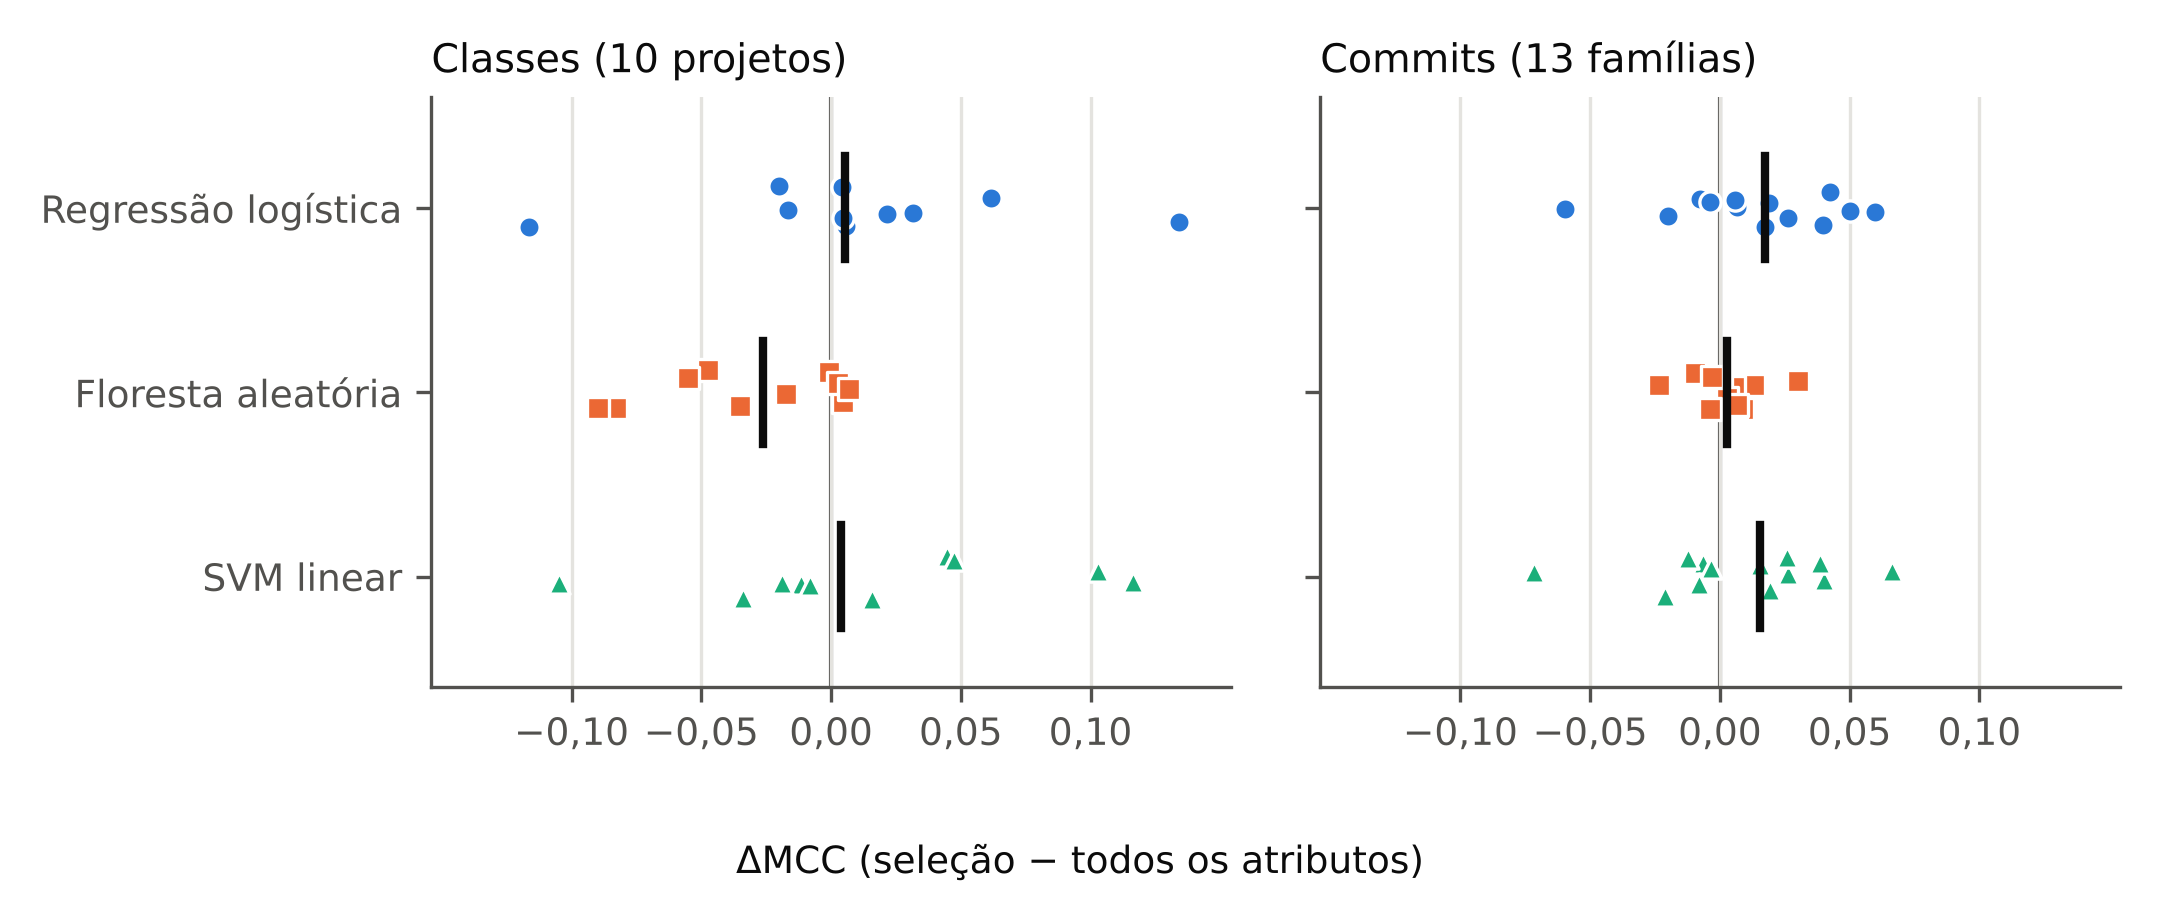 Classes (10 projetos)
Commits (13 famílias)
Regressão logística
Floresta aleatória
SVM linear
−0,10 −0,05 0,00 0,05 0,10
−0,10 −0,05 0,00 0,05 0,10
ΔMCC (seleção − todos os atributos)